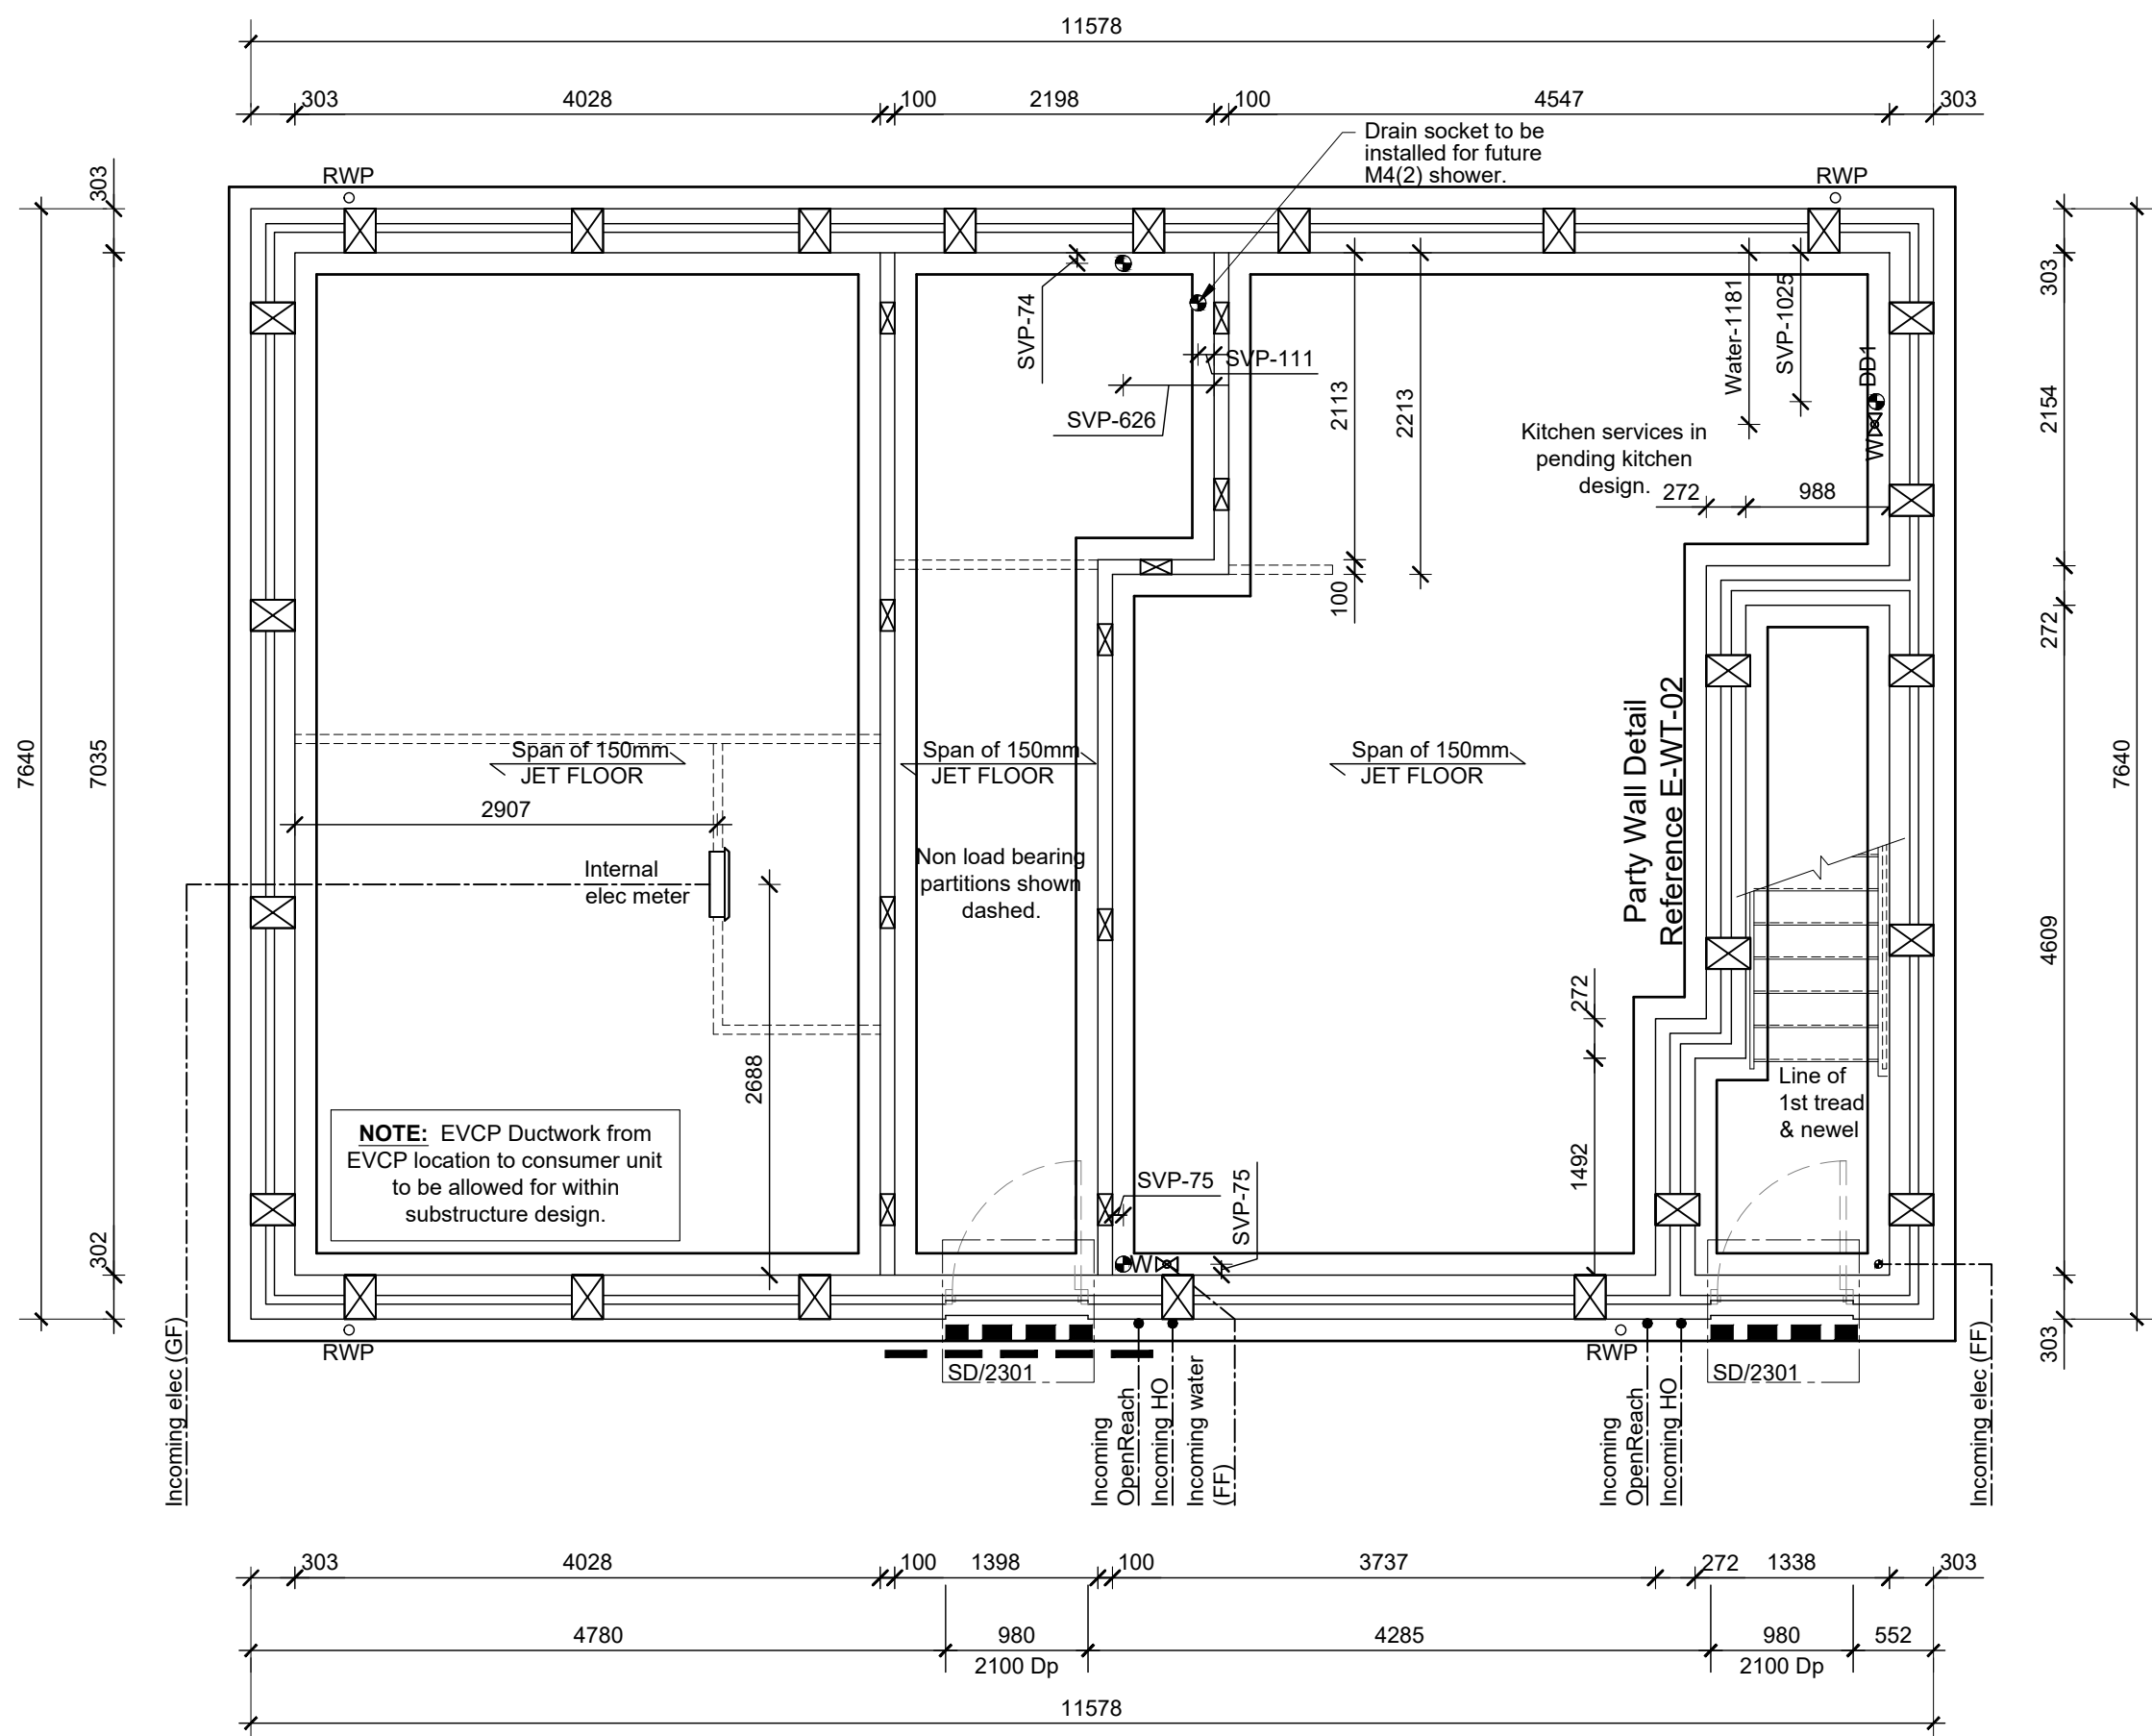 11578
303 4028 100 2198 100 4547 303
Drain socket to be
installed for future
M4(2) shower.
RWP
RWP
303
7640
7035
302
303
2154
272
4609
303
7640
SVP-74
SVP-111
SVP-626
2113
100
2213
Water-1181
SVP-1025
DD1
W
Kitchen services in
pending kitchen
design.
272 988
Span of 150mm
JET FLOOR
Span of 150mm
JET FLOOR
Span of 150mm
JET FLOOR
2907
Internal
elec meter
Non load bearing
partitions shown
dashed.
Party Wall Detail
Reference E-WT-02
2688
272
1492
Line of
1st tread
& newel
NOTE: EVCP Ductwork from
EVCP location to consumer unit
to be allowed for within
substructure design.
SVP-75
SVP-75
W
RWP
RWP
SD/2301
SD/2301
Incoming elec (GF)
Incoming
OpenReach
Incoming HO
Incoming water
(FF)
Incoming
OpenReach
Incoming HO
Incoming elec (FF)
303 4028 100 1398 100 3737 272 1338 303
4780 980 4285 980 552
2100 Dp 2100 Dp
11578